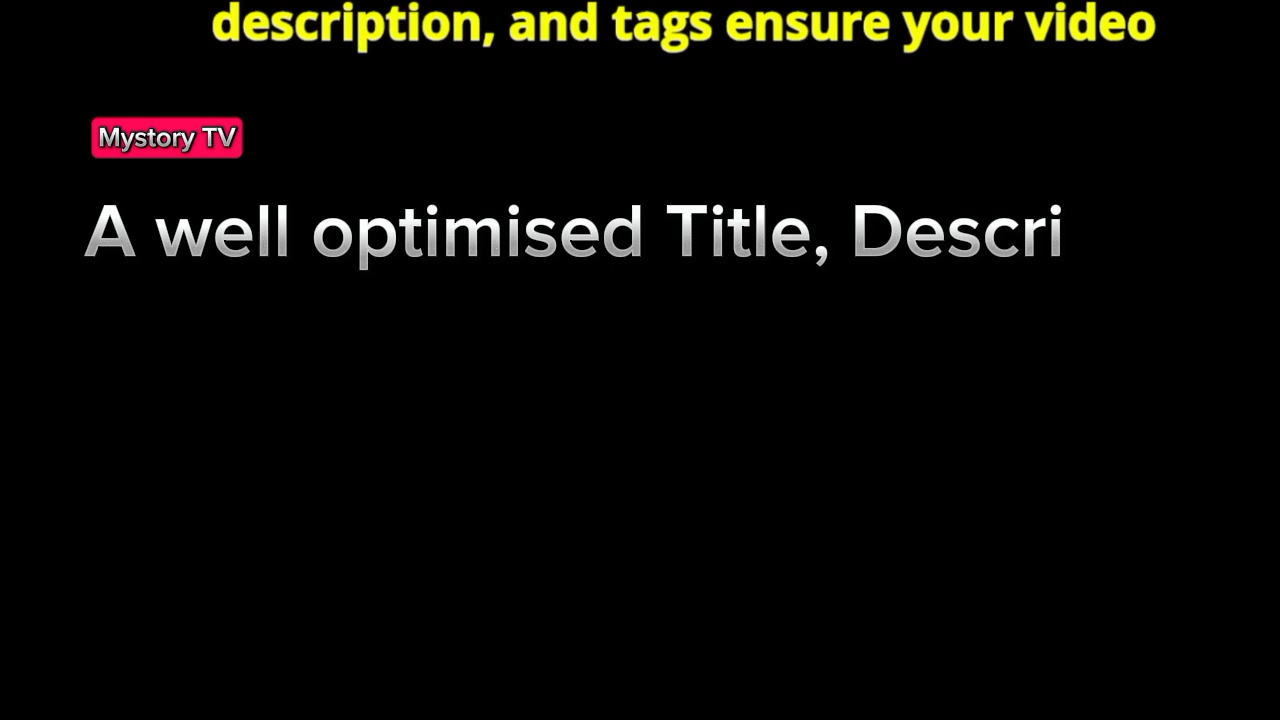 description, and tags ensure your video
Mystory TV
A well optimised Title, Descri